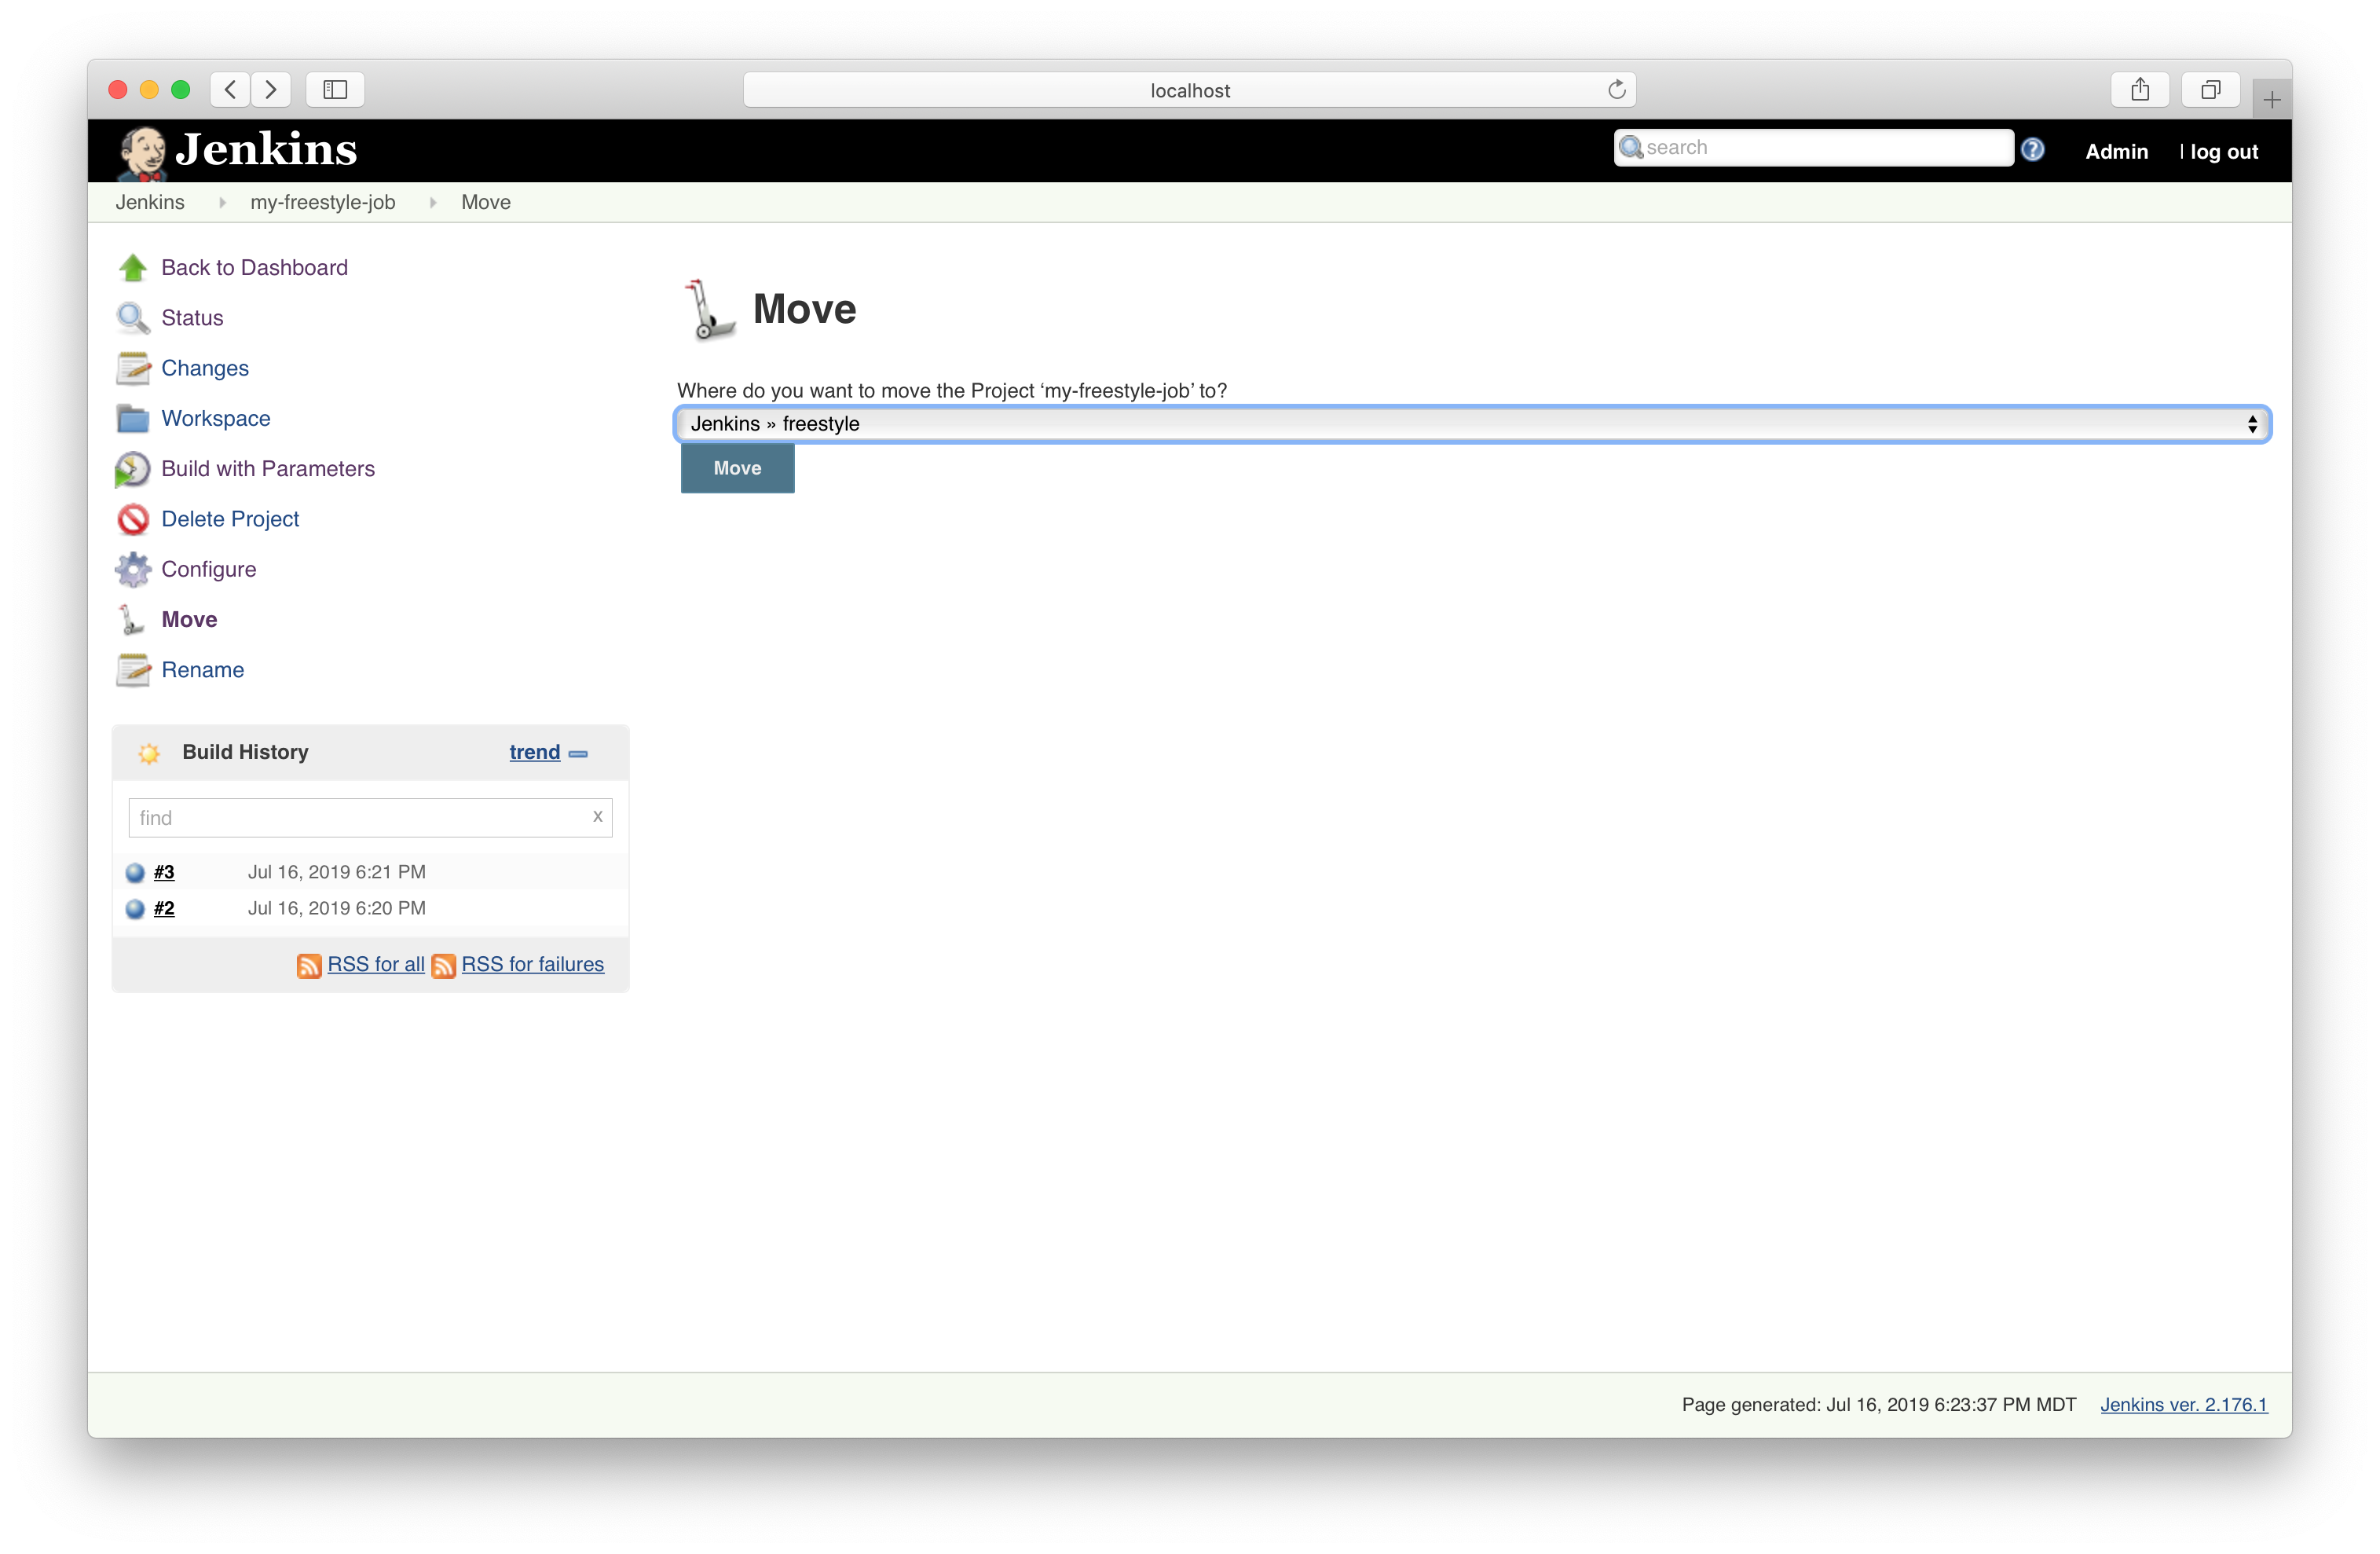 localhost
Jenkins
search
Admin
| log out
Jenkins
my-freestyle-job
Move
Back to Dashboard
Status
Changes
Workspace
Build with Parameters
Delete Project
Configure
Move
Rename
Build History
trend
find
x
#3 Jul 16, 2019 6:21 PM
#2 Jul 16, 2019 6:20 PM
RSS for all RSS for failures
Move
Where do you want to move the Project ‘my-freestyle-job’ to?
Jenkins » freestyle
Move
Page generated: Jul 16, 2019 6:23:37 PM MDT Jenkins ver. 2.176.1